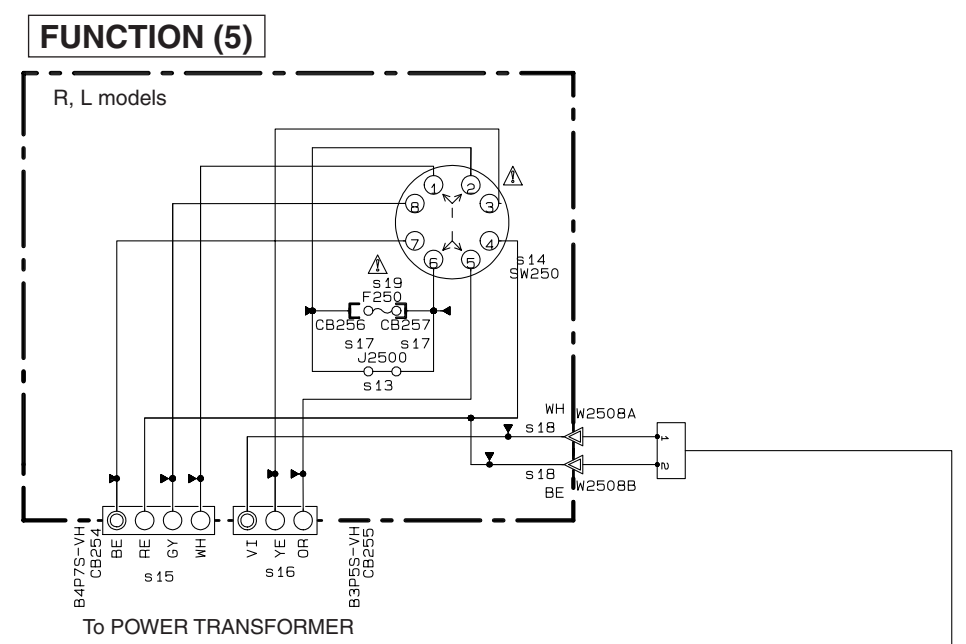 FUNCTION (5)
R, L models
1
2
8
3
7
4
6
5
s14
SW250
s19
F250
CB256
CB257
s17
s17
J2500
s13
WH
W2508A
s18
1
2
s18
W2508B
BE
B4P7S-VH
CB254
BE
RE
GY
WH
VI
YE
OR
B3P5S-VH
CB255
s15
s16
To POWER TRANSFORMER